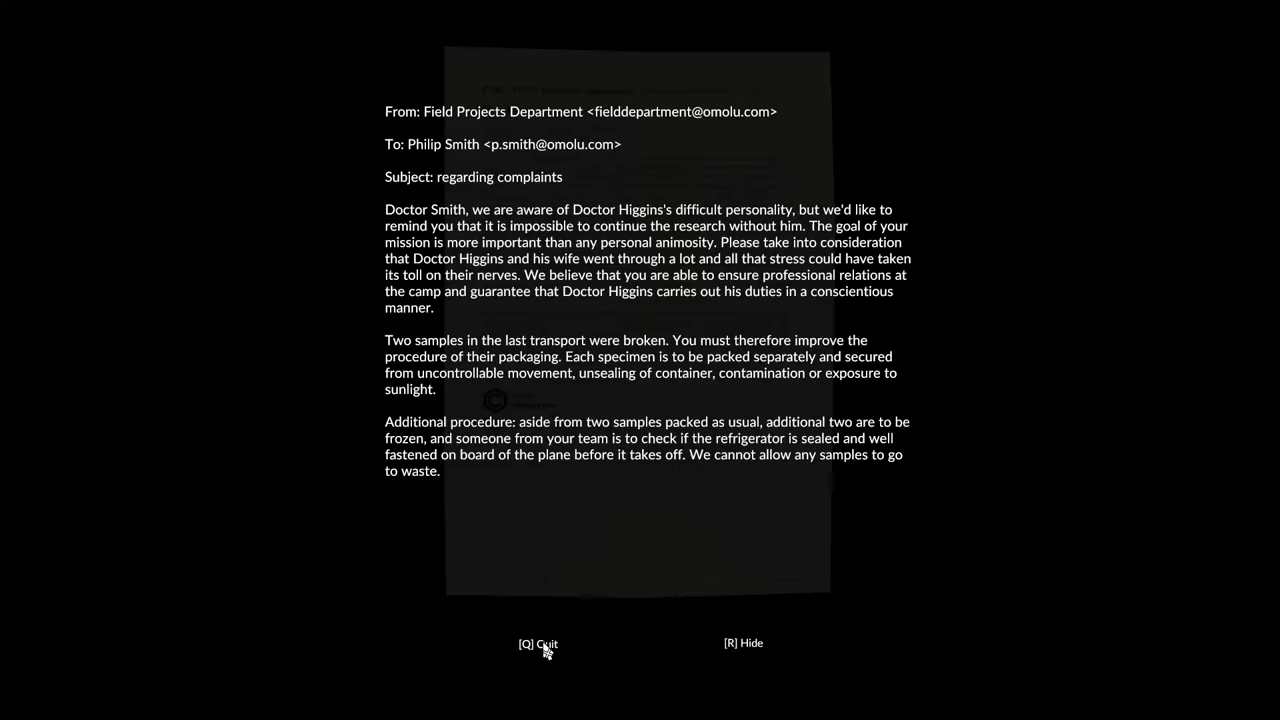 From: Field Projects Department <fielddepartment@omolu.com>
To: Philip Smith <p.smith@omolu.com>
Subject: regarding complaints
Doctor Smith, we are aware of Doctor Higgins's difficult personality, but we'd like to
remind you that it is impossible to continue the research without him. The goal of your
mission is more important than any personal animosity. Please take into consideration
that Doctor Higgins and his wife went through a lot and all that stress could have taken
its toll on their nerves. We believe that you are able to ensure professional relations at
the camp and guarantee that Doctor Higgins carries out his duties in a conscientious
manner.
Two samples in the last transport were broken. You must therefore improve the
procedure of their packaging. Each specimen is to be packed separately and secured
from uncontrollable movement, unsealing of container, contamination or exposure to
sunlight.
Additional procedure: aside from two samples packed as usual, additional two are to be
frozen, and someone from your team is to check if the refrigerator is sealed and well
fastened on board of the plane before it takes off. We cannot allow any samples to go
to waste.
[Q] Quit
[R] Hide